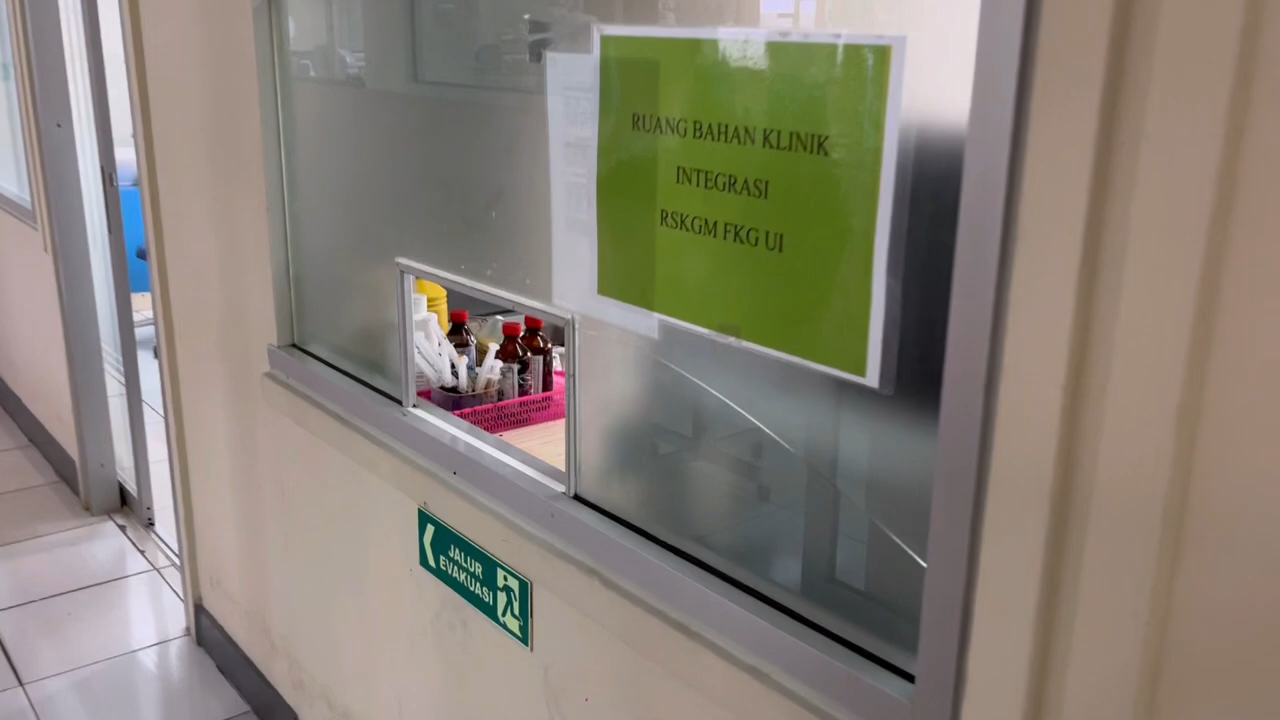 RUANG BAHAN KLINIK
INTEGRASI
RSKGM FKG UI
JALUR
EVAKUASI